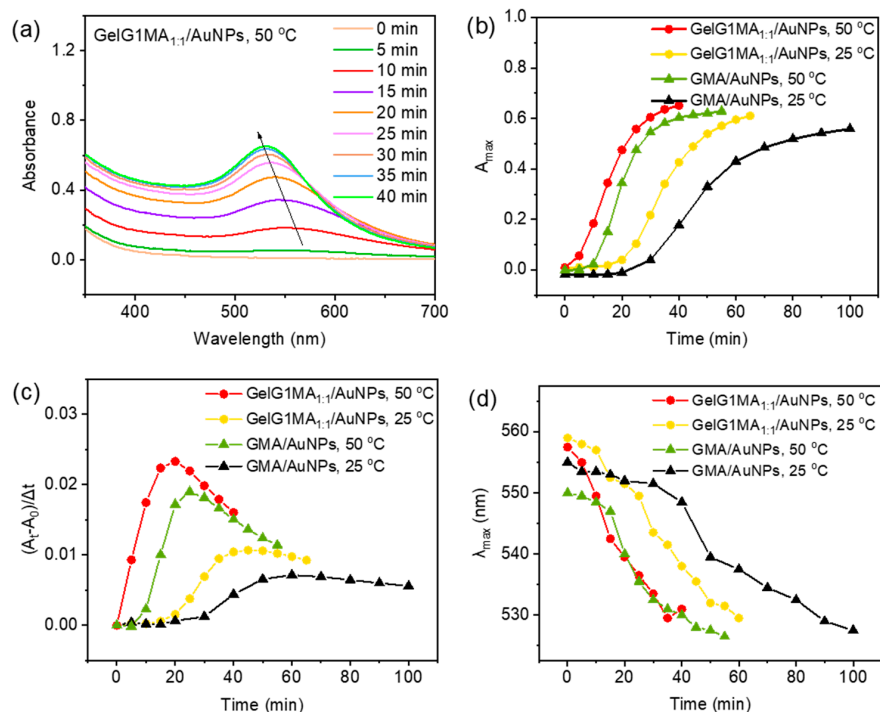 (a)
GelG1MA1:1/AuNPs, 50 °C
0 min
5 min
10 min
15 min
20 min
25 min
30 min
35 min
40 min
1.2
0.8
0.4
0.0
Absorbance
400
500
600
700
Wavelength (nm)
(b)
GelG1MA1:1/AuNPs, 50 °C
GelG1MA1:1/AuNPs, 25 °C
GMA/AuNPs, 50 °C
GMA/AuNPs, 25 °C
1.0
0.8
0.6
0.4
0.2
0.0
Amax
0
20
40
60
80
100
Time (min)
(c)
GelG1MA1:1/AuNPs, 50 °C
GelG1MA1:1/AuNPs, 25 °C
GMA/AuNPs, 50 °C
GMA/AuNPs, 25 °C
0.03
0.02
0.01
0.00
(At-A0)/Δt
0
20
40
60
80
100
Time (min)
(d)
GelG1MA1:1/AuNPs, 50 °C
GelG1MA1:1/AuNPs, 25 °C
GMA/AuNPs, 50 °C
GMA/AuNPs, 25 °C
560
550
540
530
λmax (nm)
0
20
40
60
80
100
Time (min)